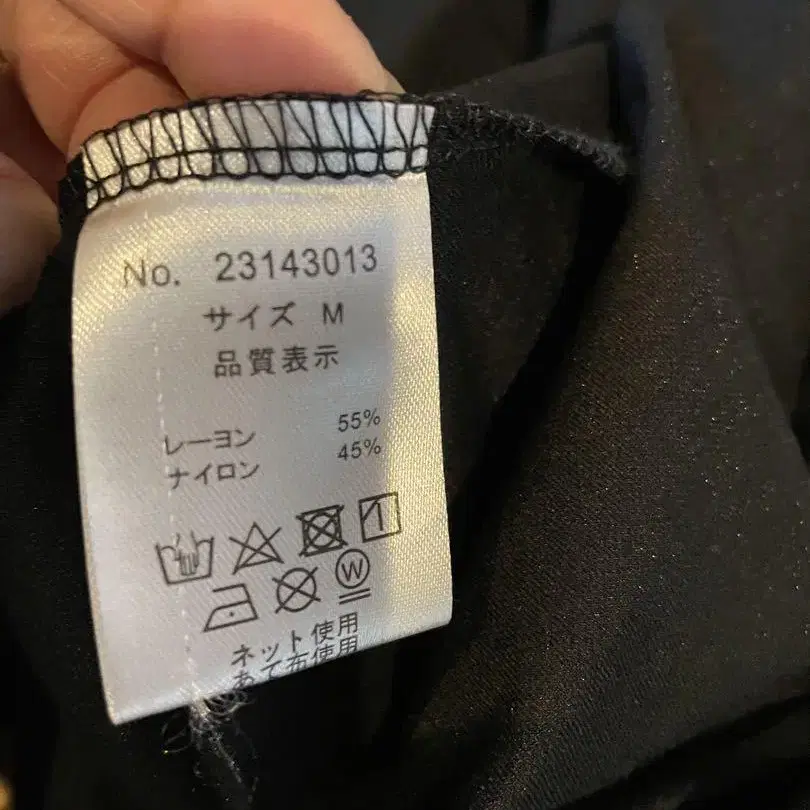 No. 23143013
サイズ M
品質表示
レーヨン 55%
ナイロン 45%
W
ネット使用
あて布使用